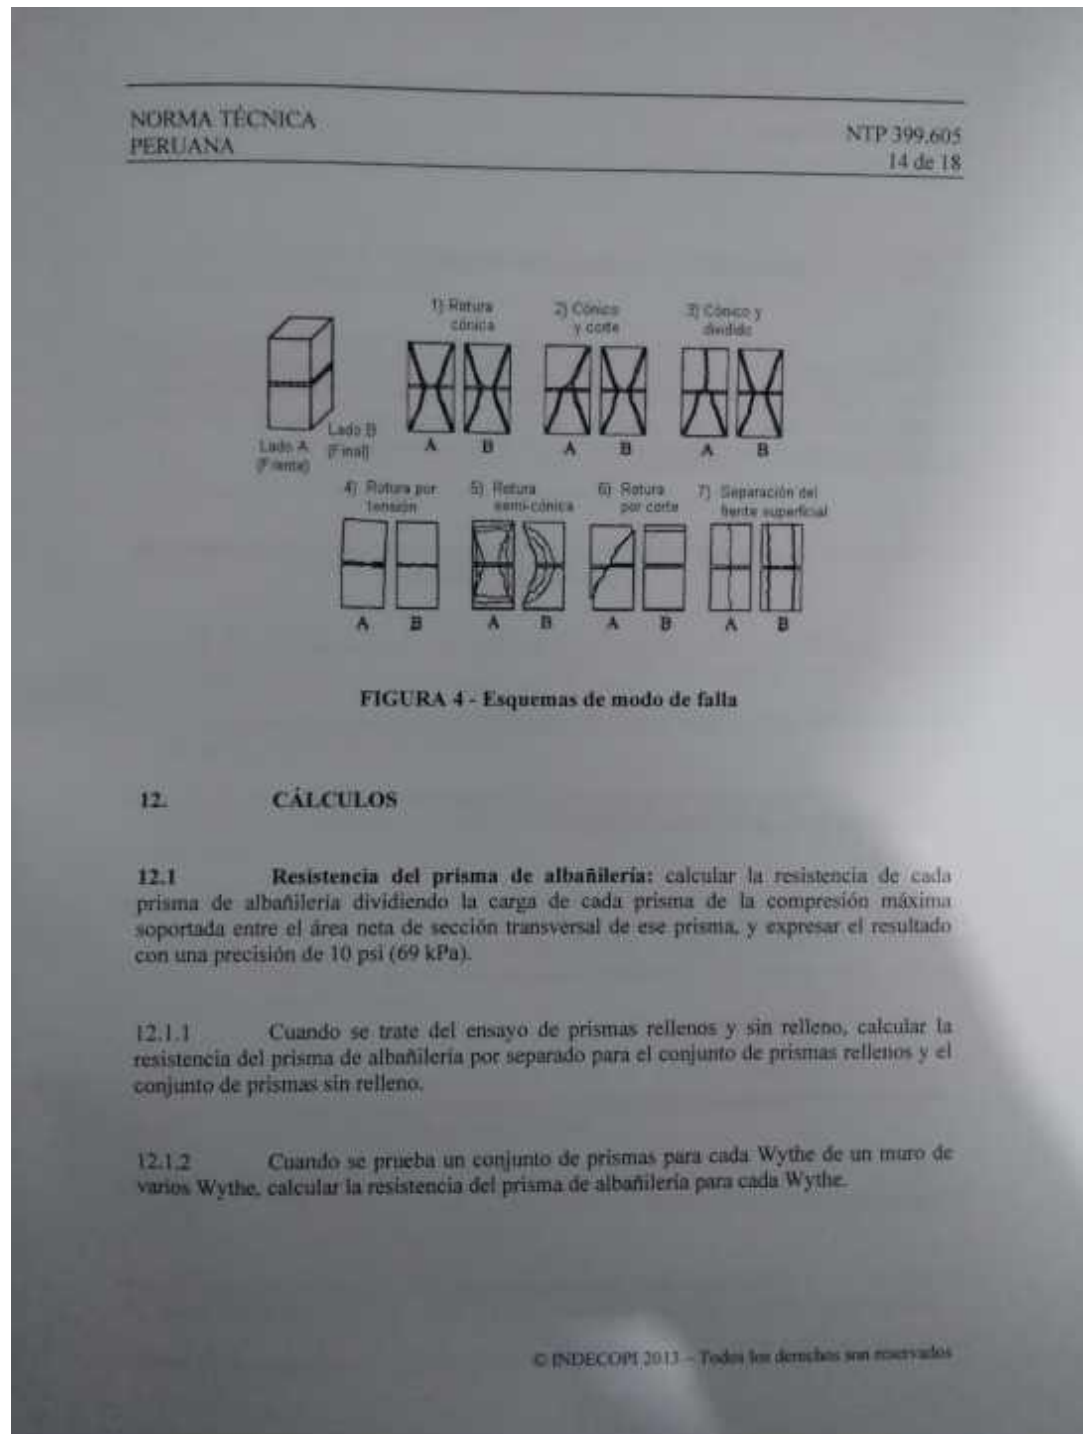 NORMA TÉCNICA
PERUANA
NTP 399.605
14 de 18
1) Rotura
cónica
2) Cónico
y corte
3) Cónico y
dividido
Lado A
(Frente)
Lado B
(Final)
A B
A B
A B
4) Rotura por
tensión
5) Rotura
semi-cónica
6) Rotura
por corte
7) Separación del
frente superficial
A B
A B
A B
A B
FIGURA 4 - Esquemas de modo de falla
12. CÁLCULOS
12.1 Resistencia del prisma de albañilería: calcular la resistencia de cada
prisma de albañilería dividiendo la carga de cada prisma de la compresión máxima
soportada entre el área neta de sección transversal de ese prisma, y expresar el resultado
con una precisión de 10 psi (69 kPa).
12.1.1 Cuando se trate del ensayo de prismas rellenos y sin relleno, calcular la
resistencia del prisma de albañilería por separado para el conjunto de prismas rellenos y el
conjunto de prismas sin relleno.
12.1.2 Cuando se prueba un conjunto de prismas para cada Wythe de un muro de
varios Wythe, calcular la resistencia del prisma de albañilería para cada Wythe.
© INDECOPI 2013 – Todos los derechos son reservados